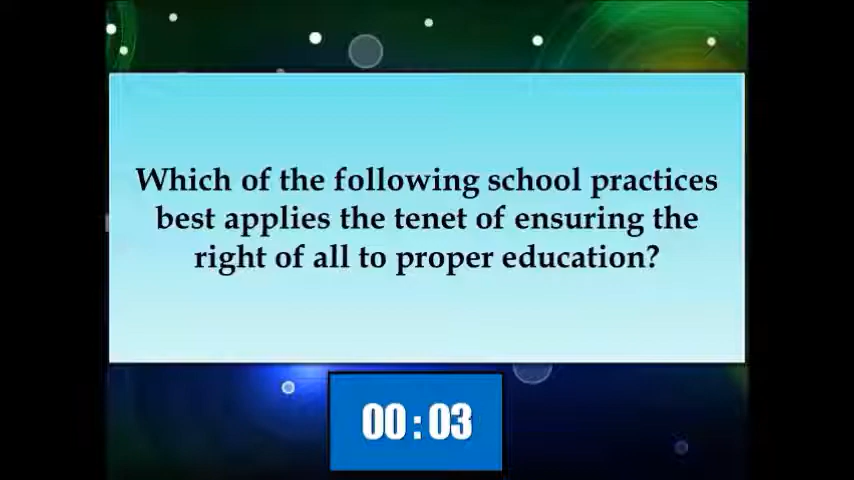 Which of the following school practices
best applies the tenet of ensuring the
right of all to proper education?
00:03